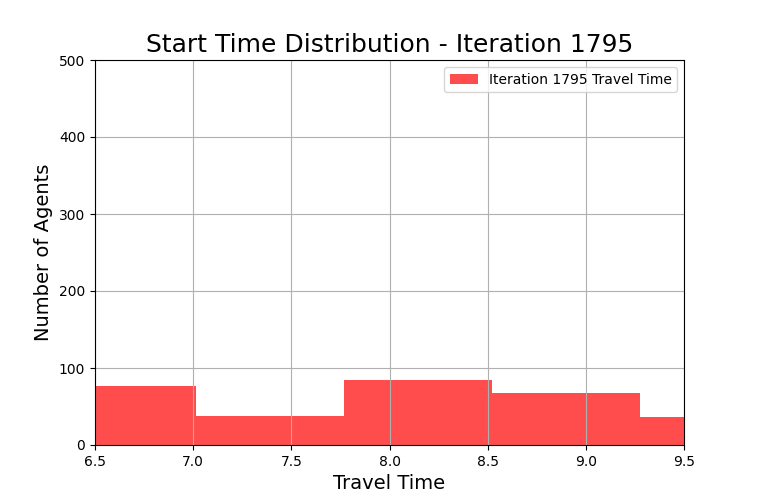 Start Time Distribution - Iteration 1795
Iteration 1795 Travel Time
Number of Agents
500
400
300
200
100
0
6.5 7.0 7.5 8.0 8.5 9.0 9.5
Travel Time